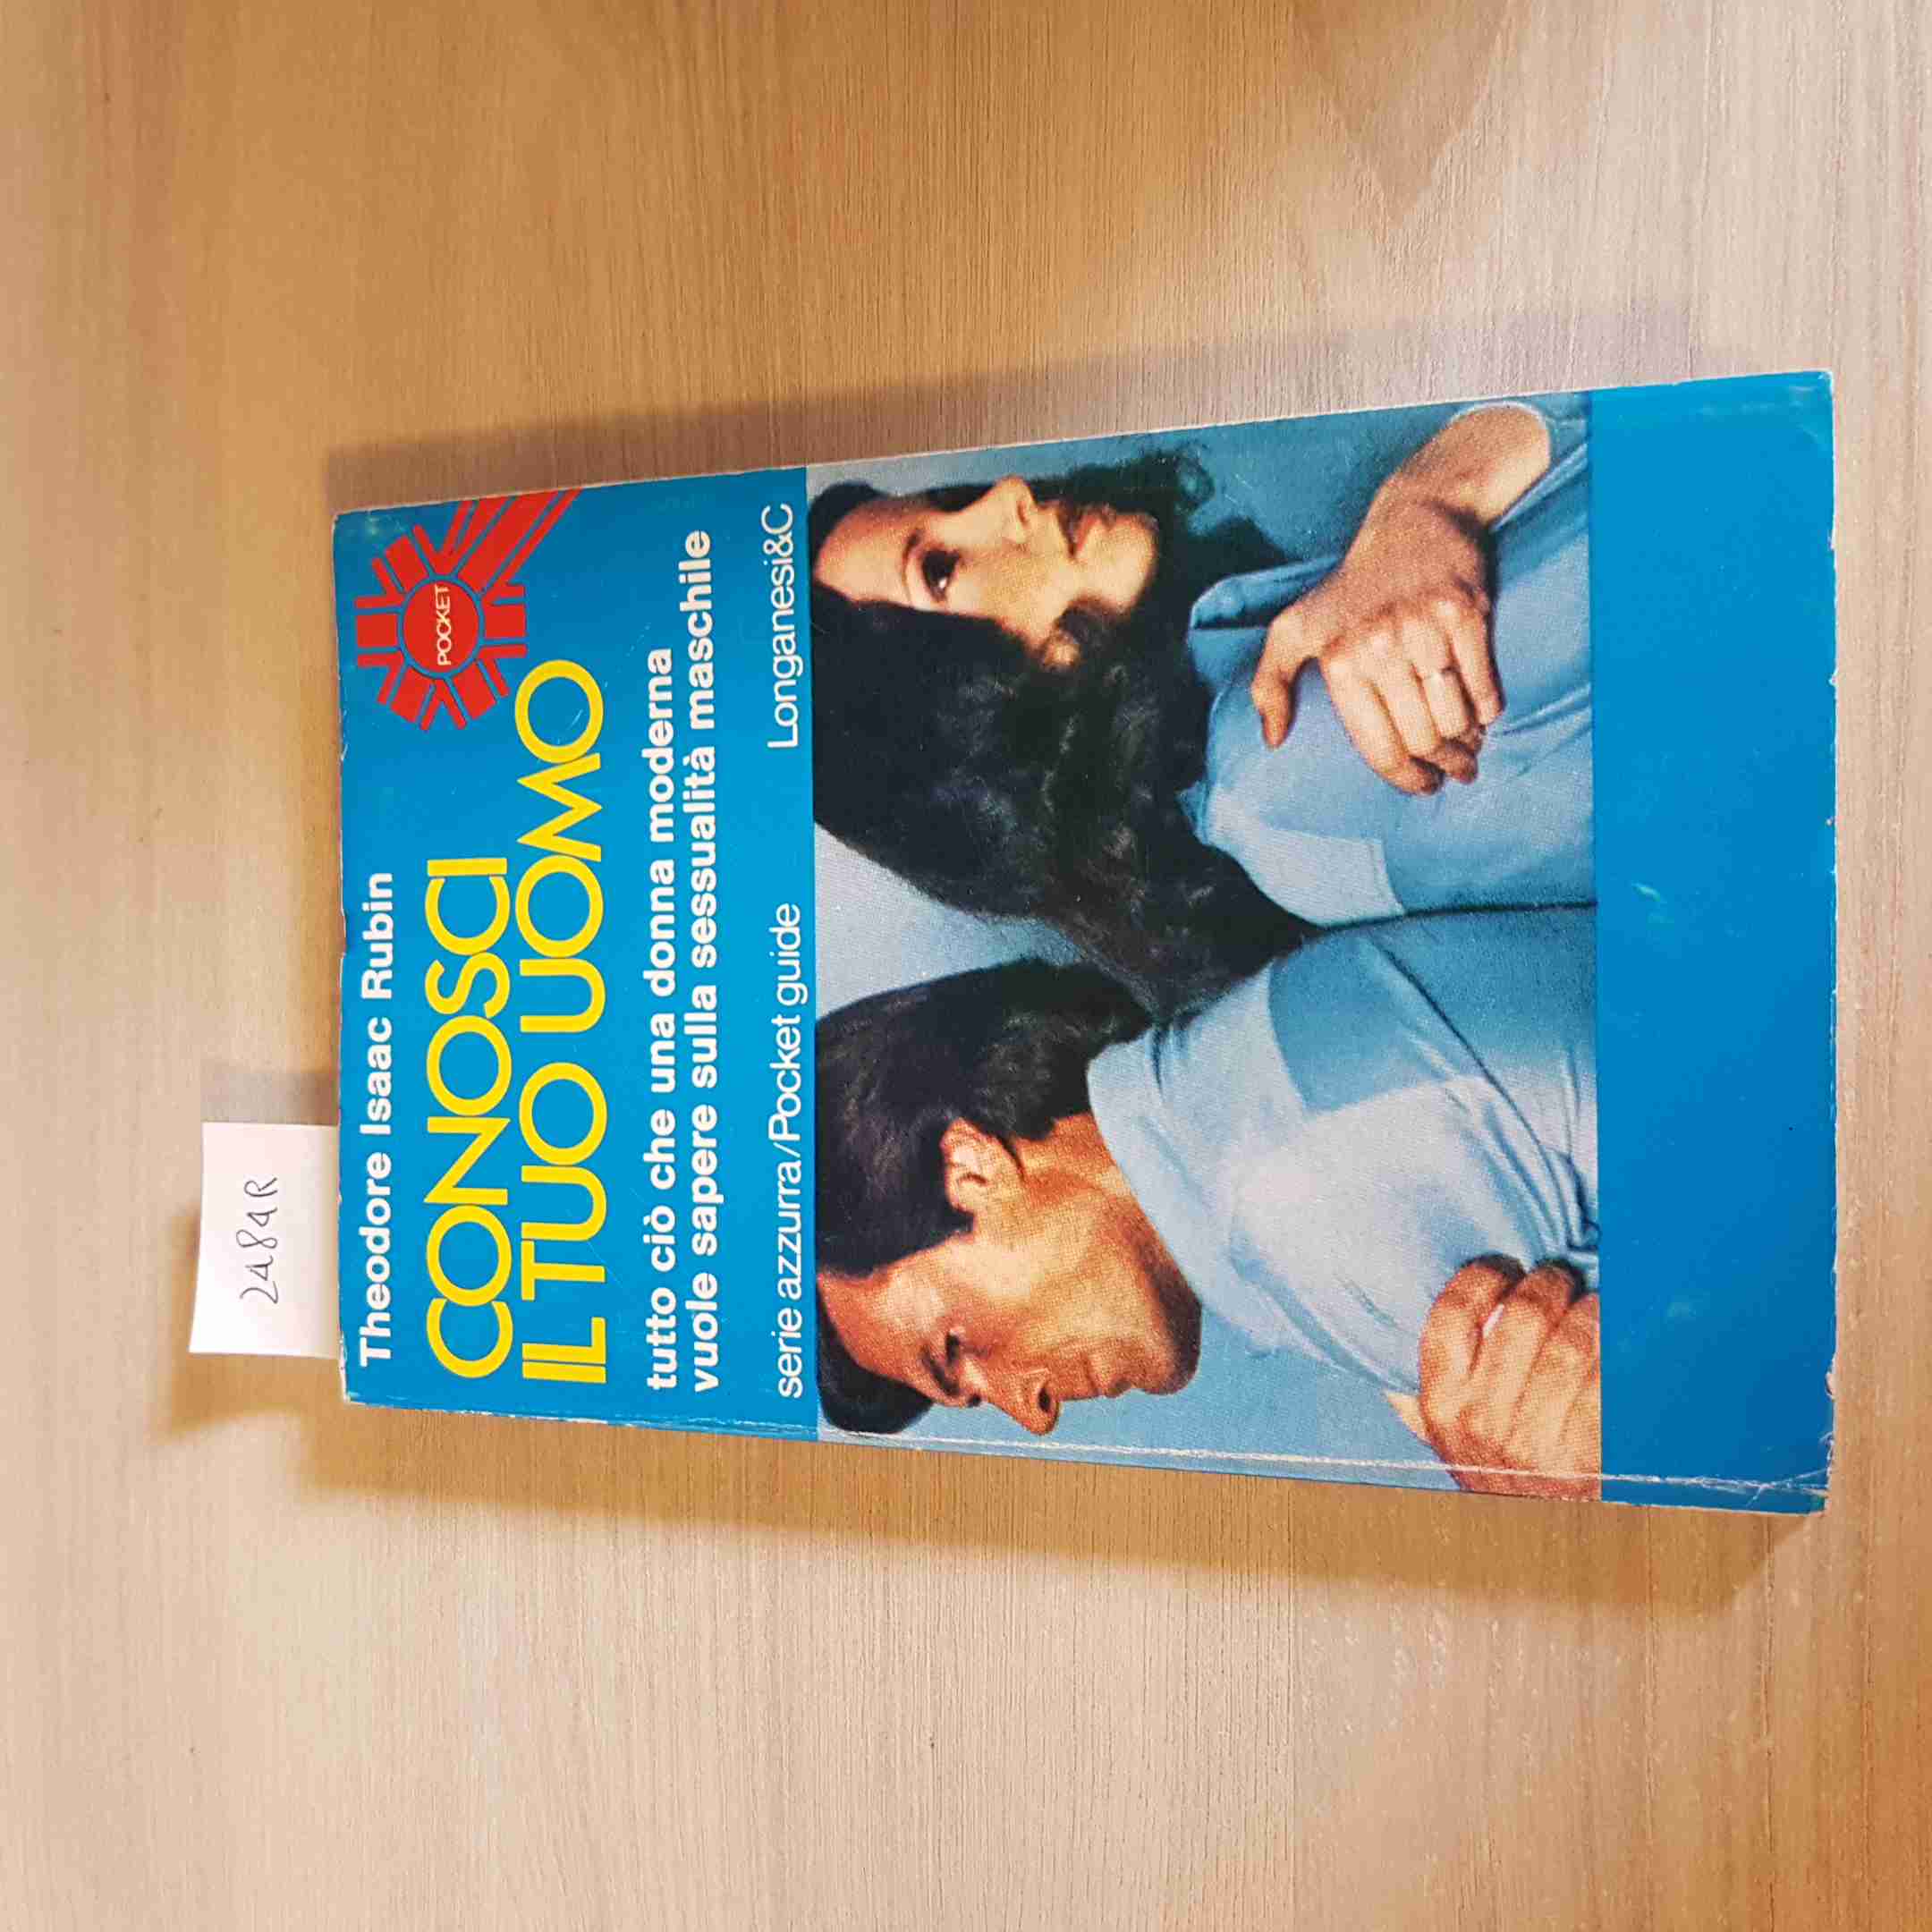 2484R
Theodore Isaac Rubin
POCKET
CONOSCI
IL TUO UOMO
tutto ciò che una donna moderna
vuole sapere sulla sessualità maschile
serie azzurra/Pocket guide Longanesi&C